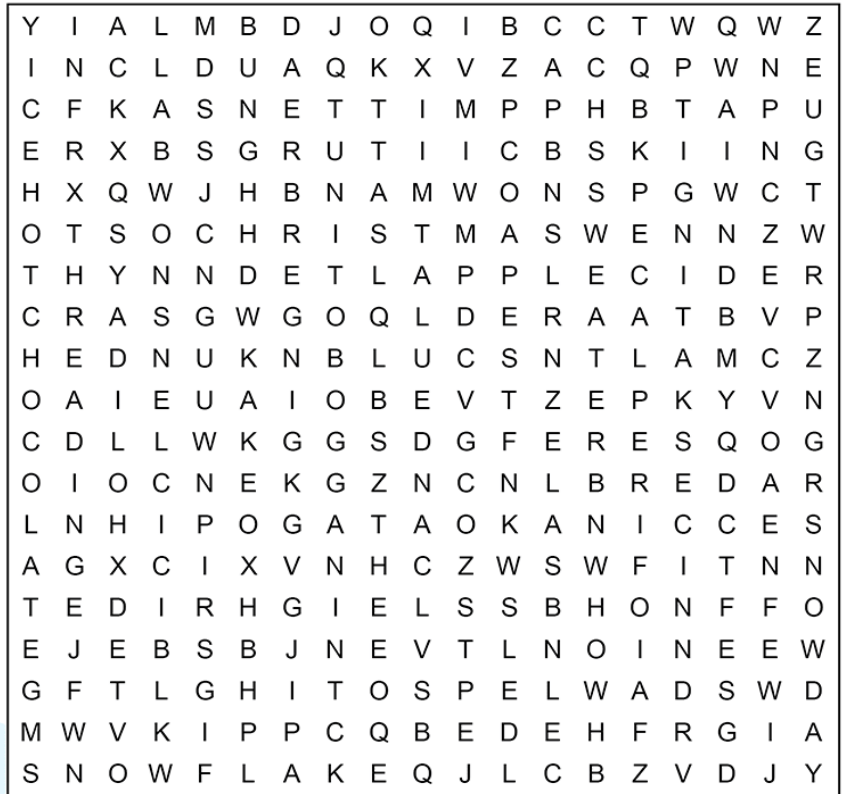 Y I A L M B D J O Q I B C C T W Q W Z
I N C L D U A Q K X V Z A C Q P W N E
C F K A S N E T T I M P P H B T A P U
E R X B S G R U T I I C B S K I I N G
H X Q W J H B N A M W O N S P G W C T
O T S O C H R I S T M A S W E N N Z W
T H Y N N D E T L A P P L E C I D E R
C R A S G W G O Q L D E R A A T B V P
H E D N U K N B L U C S N T L A M C Z
O A I E U A I O B E V T Z E P K Y V N
C D L L W K G G S D G F E R E S Q O G
O I O C N E K G Z N C N L B R E D A R
L N H I P O G A T A O K A N I C C E S
A G X C I X V N H C Z W S W F I T N N
T E D I R H G I E L S S B H O N F F O
E J E B S B J N E V T L N O I N E E W
G F T L G H I T O S P E L W A D S W D
M W V K I P P C Q B E D E H F R G I A
S N O W F L A K E Q J L C B Z V D J Y